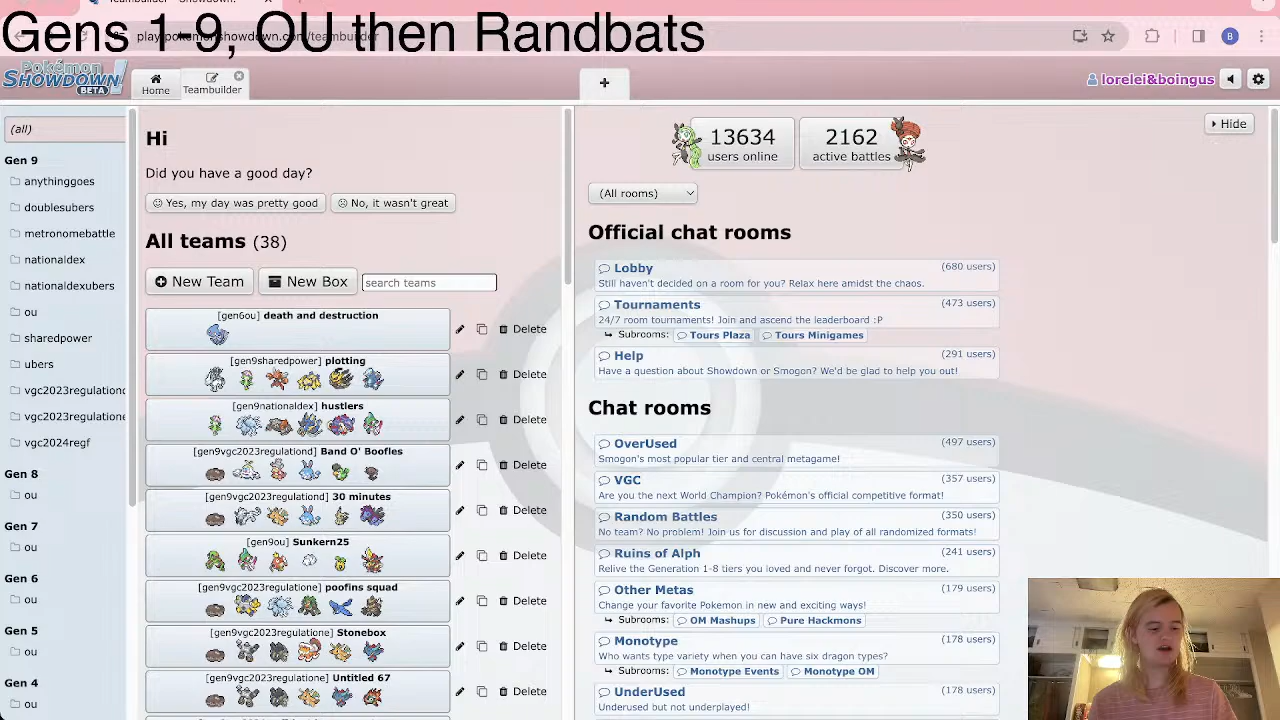 Teambuilder - Showdown!
Gens 1-9, OU then Randbats
play.pokemonshowdown.com/teambuilder
B
Pokémon
SHOWDOWN!
BETA
Home
Teambuilder
+
lorelei&boingus
(all)
Gen 9
anythinggoes
doublesubers
metronomebattle
nationaldex
nationaldexubers
ou
sharedpower
ubers
vgc2023regulationd
vgc2023regulatione
vgc2024regf
Gen 8
ou
Gen 7
ou
Gen 6
ou
Gen 5
ou
Gen 4
ou
Hi
Did you have a good day?
Yes, my day was pretty good
No, it wasn't great
All teams (38)
New Team
New Box
search teams
[gen6ou] death and destruction
Delete
[gen9sharedpower] plotting
Delete
[gen9nationaldex] hustlers
Delete
[gen9vgc2023regulationd] Band O' Boofles
Delete
[gen9vgc2023regulationd] 30 minutes
Delete
[gen9ou] Sunkern25
Delete
[gen9vgc2023regulatione] poofins squad
Delete
[gen9vgc2023regulatione] Stonebox
Delete
[gen9vgc2023regulatione] Untitled 67
Delete
13634
users online
2162
active battles
Hide
(All rooms)
Official chat rooms
Lobby (680 users)
Still haven't decided on a room for you? Relax here amidst the chaos.
Tournaments (473 users)
24/7 room tournaments! Join and ascend the leaderboard :P
Subrooms: Tours Plaza Tours Minigames
Help (291 users)
Have a question about Showdown or Smogon? We'd be glad to help you out!
Chat rooms
OverUsed (497 users)
Smogon's most popular tier and central metagame!
VGC (357 users)
Are you the next World Champion? Pokémon's official competitive format!
Random Battles (350 users)
No team? No problem! Join us for discussion and play of all randomized formats!
Ruins of Alph (241 users)
Relive the Generation 1-8 tiers you loved and never forgot. Discover more.
Other Metas (179 users)
Change your favorite Pokemon in new and exciting ways!
Subrooms: OM Mashups Pure Hackmons
Monotype (178 users)
Who wants type variety when you can have six dragon types?
Subrooms: Monotype Events Monotype OM
UnderUsed (178 users)
Underused but not underplayed!